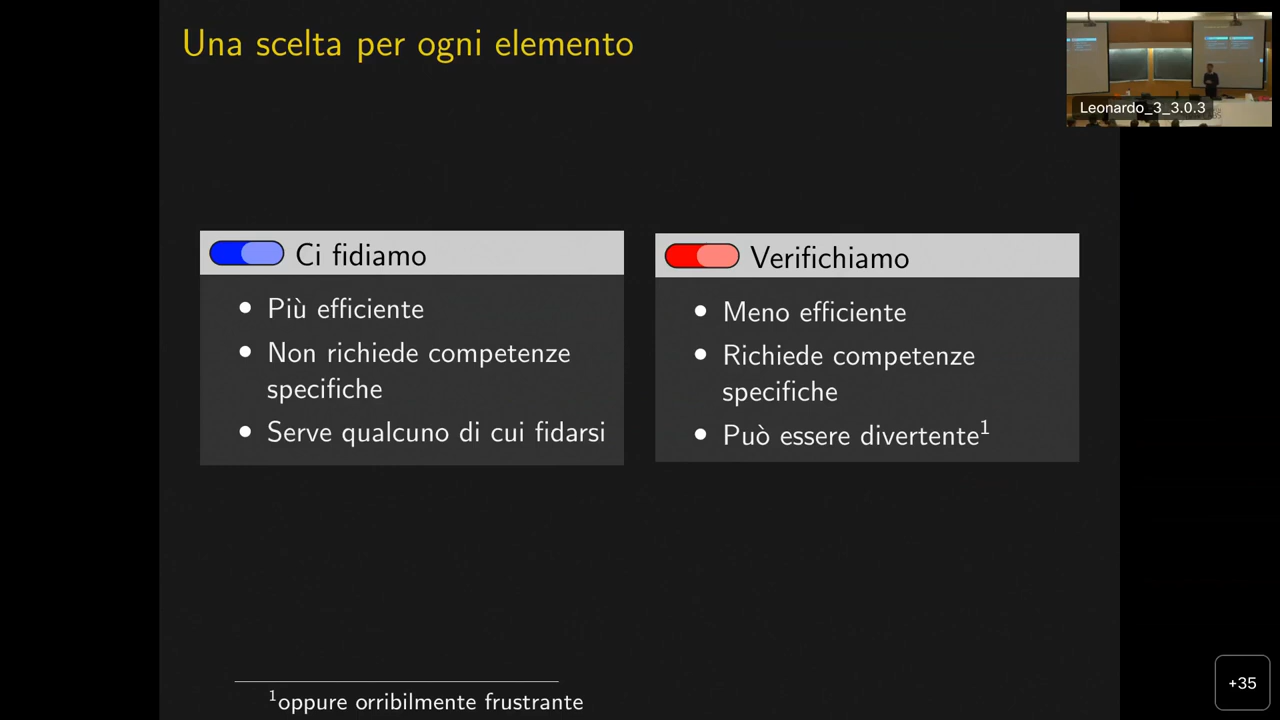 Una scelta per ogni elemento
Leonardo_3_3.0.3
Ci fidiamo
• Più efficiente
• Non richiede competenze
specifiche
• Serve qualcuno di cui fidarsi
Verifichiamo
• Meno efficiente
• Richiede competenze
specifiche
• Può essere divertente¹
¹oppure orribilmente frustrante
+35